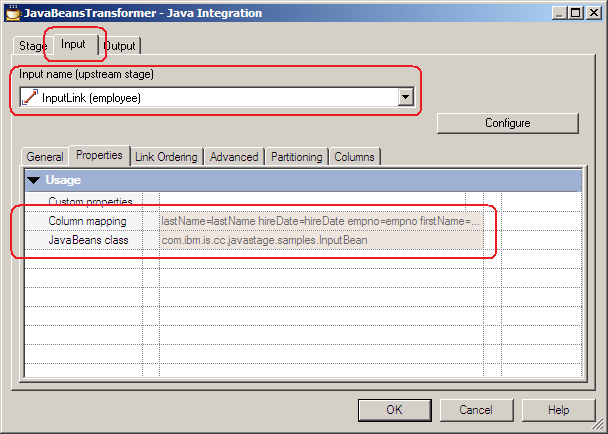 JavaBeansTransformer - Java Integration
Stage Input Output
Input name (upstream stage)
InputLink (employee)
Configure
General Properties Link Ordering Advanced Partitioning Columns
Usage
Custom properties
Column mapping lastName=lastName hireDate=hireDate empno=empno firstName=...
JavaBeans class com.ibm.is.cc.javastage.samples.InputBean
OK Cancel Help